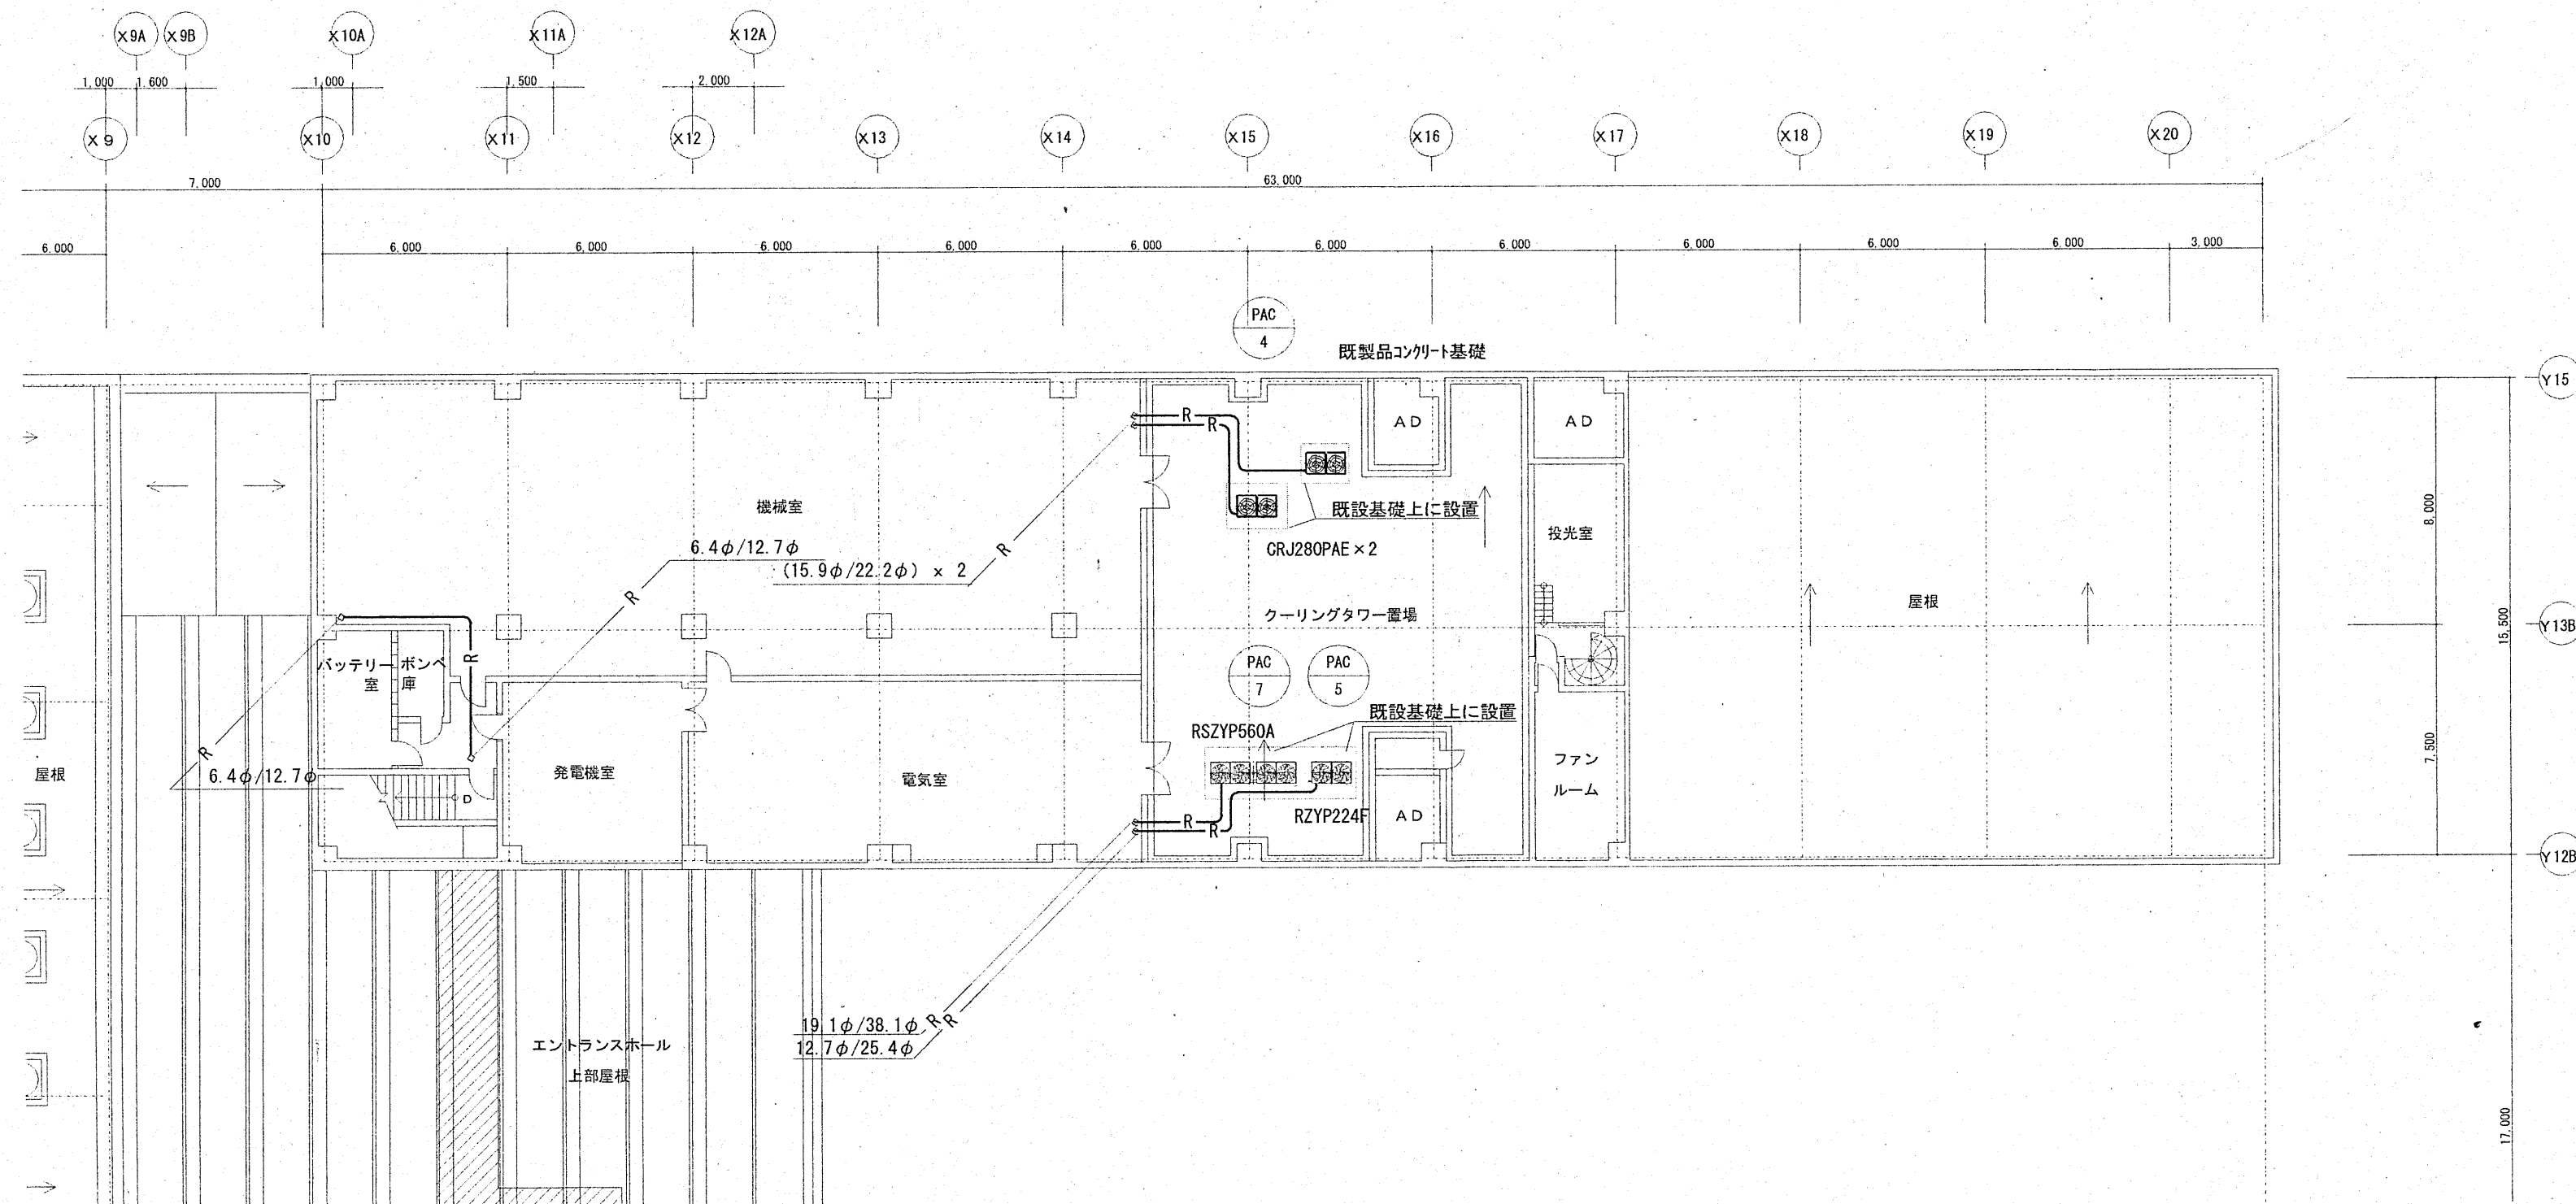 X9A X9B X10A X11A X12A
1,000 1,600 1,000 1,500 2,000
X9 X10 X11 X12 X13 X14 X15 X16 X17 X18 X19 X20
7,000 63,000
6,000 6,000 6,000 6,000 6,000 6,000 6,000 6,000 6,000 6,000 6,000 3,000
PAC
4
既製品コンクリート基礎
Y15
R
R
AD
AD
機械室
既設基礎上に設置
投光室
8,000
6.4φ/12.7φ
R
CRJ280PAE×2
(15.9φ/22.2φ) × 2
R
クーリングタワー置場
屋根
15,500
Y13B
R
バッテリー
室
ボンベ
庫
PAC
7
PAC
5
既設基礎上に設置
RSZYP560A
R
6.4φ/12.7φ
屋根
発電機室
電気室
ファン
ルーム
7,500
D
RZYP224F
AD
R
R
Y12B
19.1φ/38.1φ
R
12.7φ/25.4φ
R
エントランスホール
上部屋根
17,000